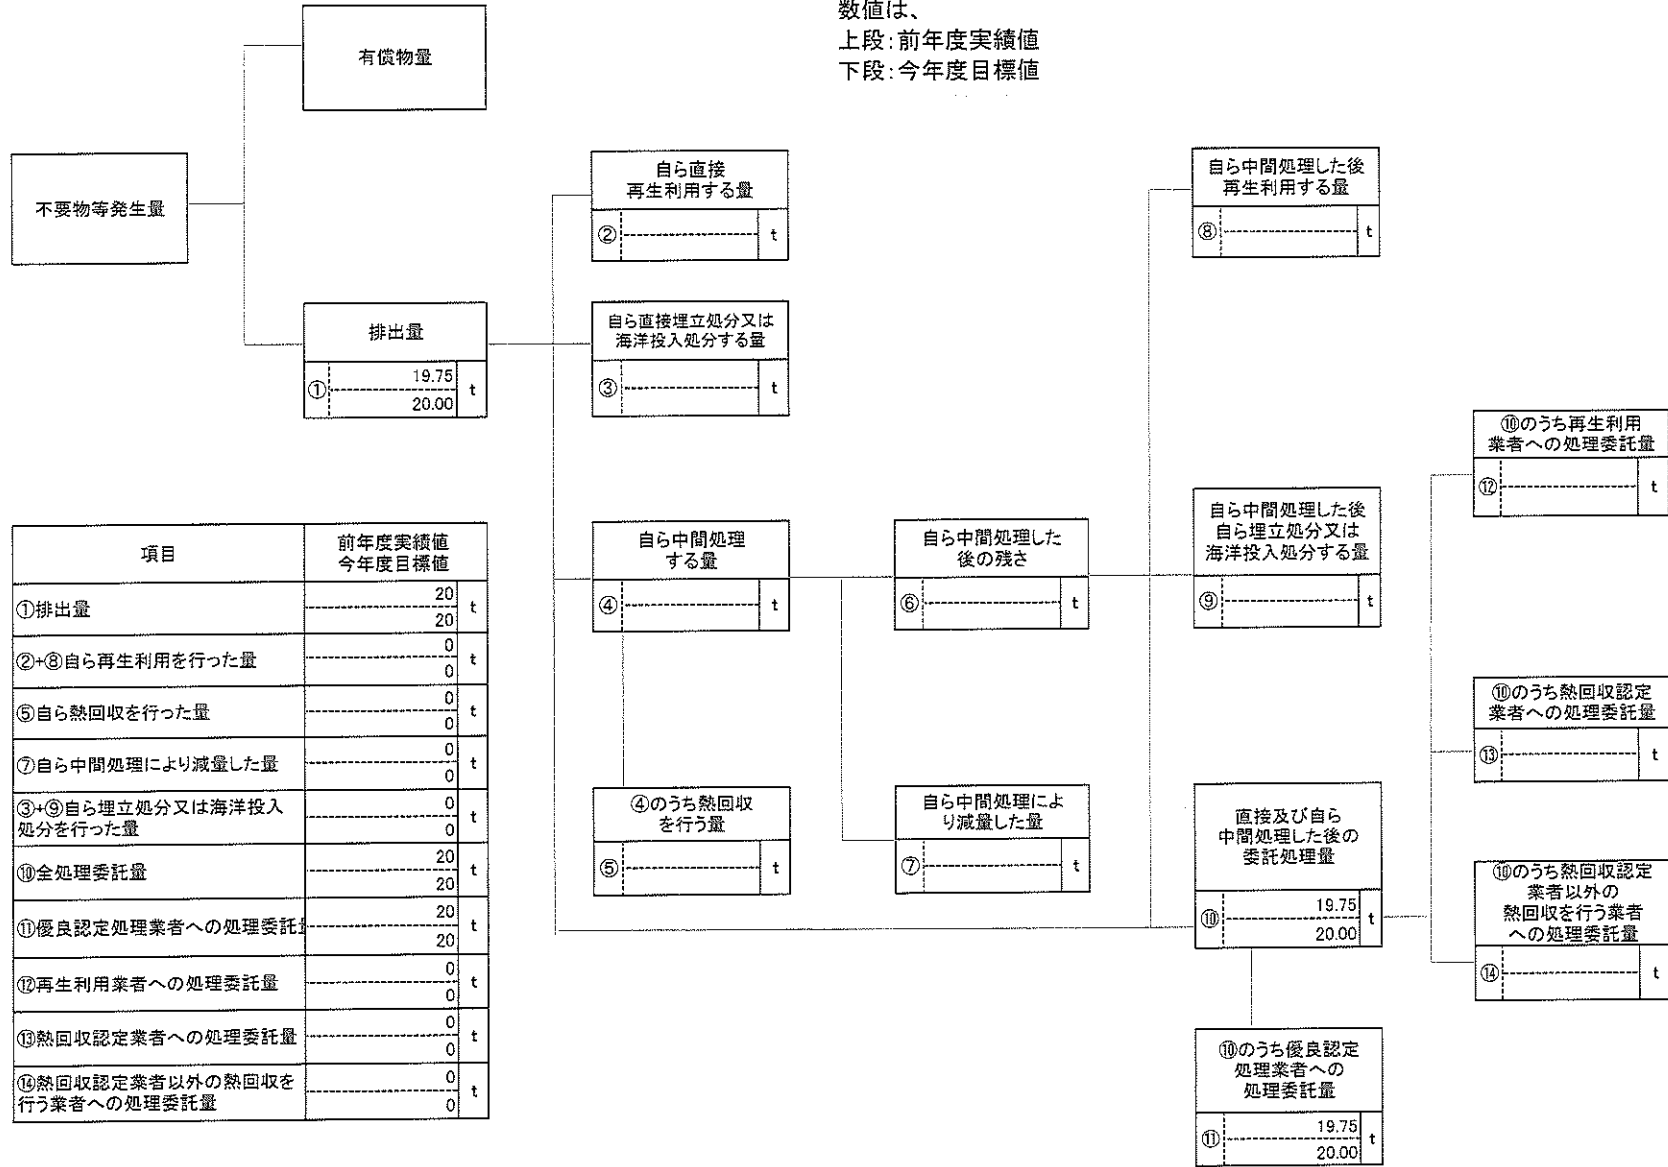 数値は、
上段:前年度実績値
下段:今年度目標値
有償物量
不要物等発生量
排出量
① 19.75 t
20.00
自ら直接
再生利用する量
② t
自ら直接埋立処分又は
海洋投入処分する量
③ t
自ら中間処理
する量
④ t
④のうち熱回収
を行う量
⑤ t
自ら中間処理した
後の残さ
⑥ t
自ら中間処理によ
り減量した量
⑦ t
自ら中間処理した後
再生利用する量
⑧ t
自ら中間処理した後
自ら埋立処分又は
海洋投入処分する量
⑨ t
直接及び自ら
中間処理した後の
委託処理量
⑩ 19.75 t
20.00
⑩のうち優良認定
処理業者への
処理委託量
⑪ 19.75 t
20.00
⑩のうち再生利用
業者への処理委託量
⑫ t
⑩のうち熱回収認定
業者への処理委託量
⑬ t
⑩のうち熱回収認定
業者以外の
熱回収を行う業者
への処理委託量
⑭ t
項目 前年度実績値
今年度目標値
①排出量 20 t
20
②+⑧自ら再生利用を行った量 0 t
0
⑤自ら熱回収を行った量 0 t
0
⑦自ら中間処理により減量した量 0 t
0
③+⑨自ら埋立処分又は海洋投入
処分を行った量 0 t
0
⑩全処理委託量 20 t
20
⑪優良認定処理業者への処理委託 20 t
20
⑫再生利用業者への処理委託量 0 t
0
⑬熱回収認定業者への処理委託量 0 t
0
⑭熱回収認定業者以外の熱回収を
行う業者への処理委託量 0 t
0